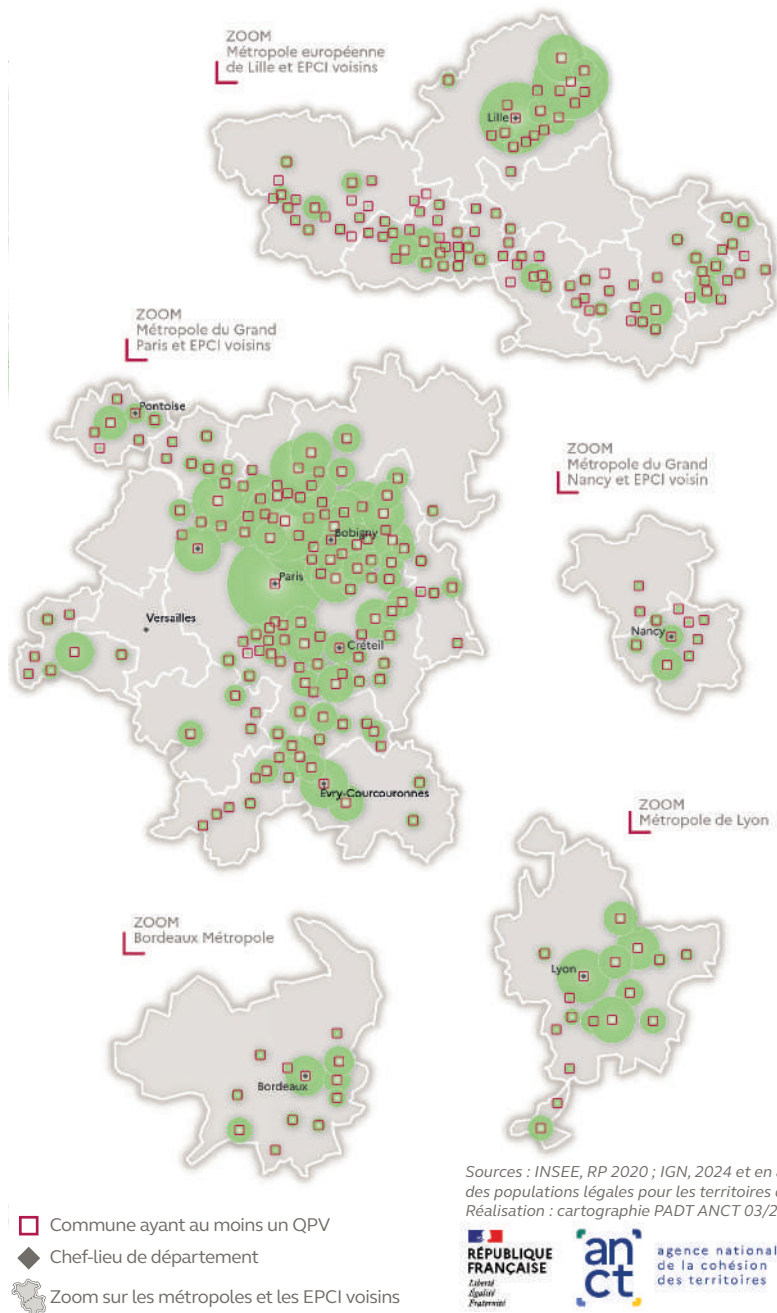 ZOOM
Métropole européenne
de Lille et EPCI voisins
Lille
ZOOM
Métropole du Grand
Paris et EPCI voisins
Pontoise
Bobigny
Paris
Versailles
Créteil
Evry-Courcouronnes
ZOOM
Métropole du Grand
Nancy et EPCI voisin
Nancy
ZOOM
Métropole de Lyon
Lyon
ZOOM
Bordeaux Métropole
Bordeaux
Sources : INSEE, RP 2020 ; IGN, 2024 et en
des populations légales pour les territoires
Réalisation : cartographie PADT ANCT 03/2
Commune ayant au moins un QPV
Chef-lieu de département
Zoom sur les métropoles et les EPCI voisins
RÉPUBLIQUE
FRANÇAISE
Liberté
Égalité
Fraternité
anct
agence national
de la cohésion
des territoires